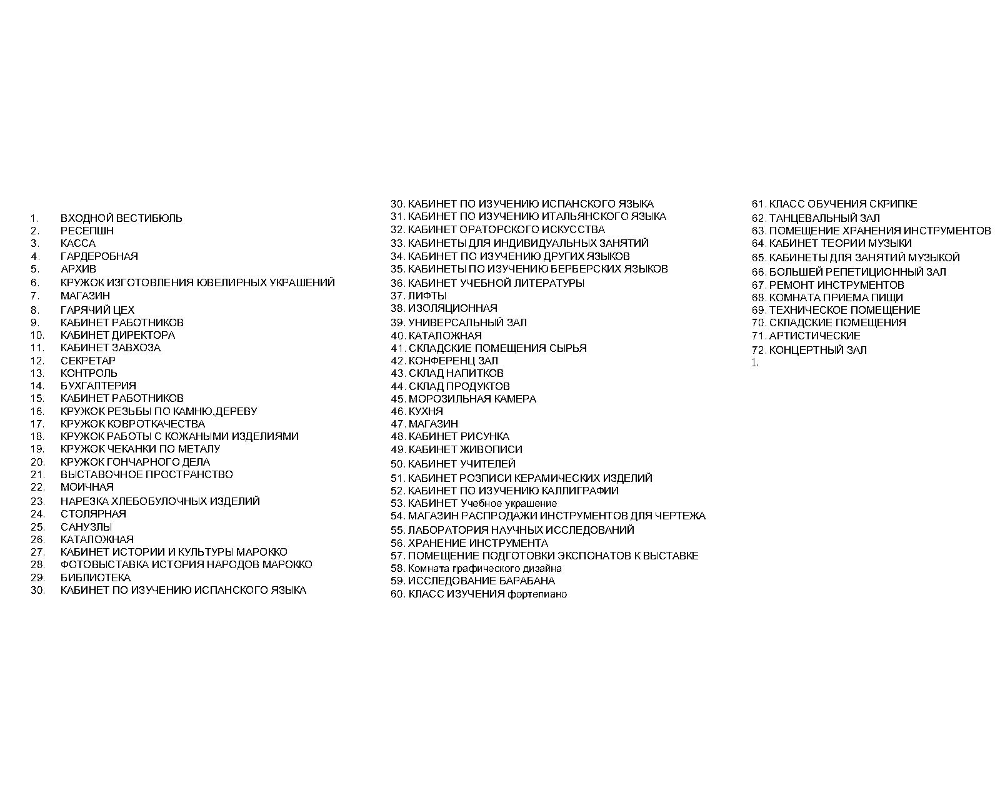 1. ВХОДНОЙ ВЕСТИБЮЛЬ
2. РЕСЕПШН
3. КАССА
4. ГАРДЕРОБНАЯ
5. АРХИВ
6. КРУЖОК ИЗГОТОВЛЕНИЯ ЮВЕЛИРНЫХ УКРАШЕНИЙ
7. МАГАЗИН
8. ГАРЯЧИЙ ЦЕХ
9. КАБИНЕТ РАБОТНИКОВ
10. КАБИНЕТ ДИРЕКТОРА
11. КАБИНЕТ ЗАВХОЗА
12. СЕКРЕТАР
13. КОНТРОЛЬ
14. БУХГАЛТЕРИЯ
15. КАБИНЕТ РАБОТНИКОВ
16. КРУЖОК РЕЗЬБЫ ПО КАМНЮ,ДЕРЕВУ
17. КРУЖОК КОВРОТКАЧЕСТВА
18. КРУЖОК РАБОТЫ С КОЖАНЫМИ ИЗДЕЛИЯМИ
19. КРУЖОК ЧЕКАНКИ ПО МЕТАЛУ
20. КРУЖОК ГОНЧАРНОГО ДЕЛА
21. ВЫСТАВОЧНОЕ ПРОСТРАНСТВО
22. МОИЧНАЯ
23. НАРЕЗКА ХЛЕБОБУЛОЧНЫХ ИЗДЕЛИЙ
24. СТОЛЯРНАЯ
25. САНУЗЛЫ
26. КАТАЛОЖНАЯ
27. КАБИНЕТ ИСТОРИИ И КУЛЬТУРЫ МАРОККО
28. ФОТОВЫСТАВКА ИСТОРИЯ НАРОДОВ МАРОККО
29. БИБЛИОТЕКА
30. КАБИНЕТ ПО ИЗУЧЕНИЮ ИСПАНСКОГО ЯЗЫКА
30. КАБИНЕТ ПО ИЗУЧЕНИЮ ИСПАНСКОГО ЯЗЫКА
31. КАБИНЕТ ПО ИЗУЧЕНИЮ ИТАЛЬЯНСКОГО ЯЗЫКА
32. КАБИНЕТ ОРАТОРСКОГО ИСКУССТВА
33. КАБИНЕТЫ ДЛЯ ИНДИВИДУАЛЬНЫХ ЗАНЯТИЙ
34. КАБИНЕТ ПО ИЗУЧЕНИЮ ДРУГИХ ЯЗЫКОВ
35. КАБИНЕТЫ ПО ИЗУЧЕНИЮ БЕРБЕРСКИХ ЯЗЫКОВ
36. КАБИНЕТ УЧЕБНОЙ ЛИТЕРАТУРЫ
37. ЛИФТЫ
38. ИЗОЛЯЦИОННАЯ
39. УНИВЕРСАЛЬНЫЙ ЗАЛ
40. КАТАЛОЖНАЯ
41. СКЛАДСКИЕ ПОМЕЩЕНИЯ СЫРЬЯ
42. КОНФЕРЕНЦ ЗАЛ
43. СКЛАД НАПИТКОВ
44. СКЛАД ПРОДУКТОВ
45. МОРОЗИЛЬНАЯ КАМЕРА
46. КУХНЯ
47. МАГАЗИН
48. КАБИНЕТ РИСУНКА
49. КАБИНЕТ ЖИВОПИСИ
50. КАБИНЕТ УЧИТЕЛЕЙ
51. КАБИНЕТ РОЗПИСИ КЕРАМИЧЕСКИХ ИЗДЕЛИЙ
52. КАБИНЕТ ПО ИЗУЧЕНИЮ КАЛЛИГРАФИИ
53. КАБИНЕТ Учебное украшение
54. МАГАЗИН РАСПРОДАЖИ ИНСТРУМЕНТОВ ДЛЯ ЧЕРТЕЖА
55. ЛАБОРАТОРИЯ НАУЧНЫХ ИССЛЕДОВАНИЙ
56. ХРАНЕНИЕ ИНСТРУМЕНТА
57. ПОМЕЩЕНИЕ ПОДГОТОВКИ ЭКСПОНАТОВ К ВЫСТАВКЕ
58. Комната графического дизайна
59. ИССЛЕДОВАНИЕ БАРАБАНА
60. КЛАСС ИЗУЧЕНИЯ фортепиано
61. КЛАСС ОБУЧЕНИЯ СКРИПКЕ
62. ТАНЦЕВАЛЬНЫЙ ЗАЛ
63. ПОМЕЩЕНИЕ ХРАНЕНИЯ ИНСТРУМЕНТОВ
64. КАБИНЕТ ТЕОРИИ МУЗЫКИ
65. КАБИНЕТЫ ДЛЯ ЗАНЯТИЙ МУЗЫКОЙ
66. БОЛЬШЕЙ РЕПЕТИЦИОННЫЙ ЗАЛ
67. РЕМОНТ ИНСТРУМЕНТОВ
68. КОМНАТА ПРИЕМА ПИЩИ
69. ТЕХНИЧЕСКОЕ ПОМЕЩЕНИЕ
70. СКЛАДСКИЕ ПОМЕЩЕНИЯ
71. АРТИСТИЧЕСКИЕ
72. КОНЦЕРТНЫЙ ЗАЛ
1.